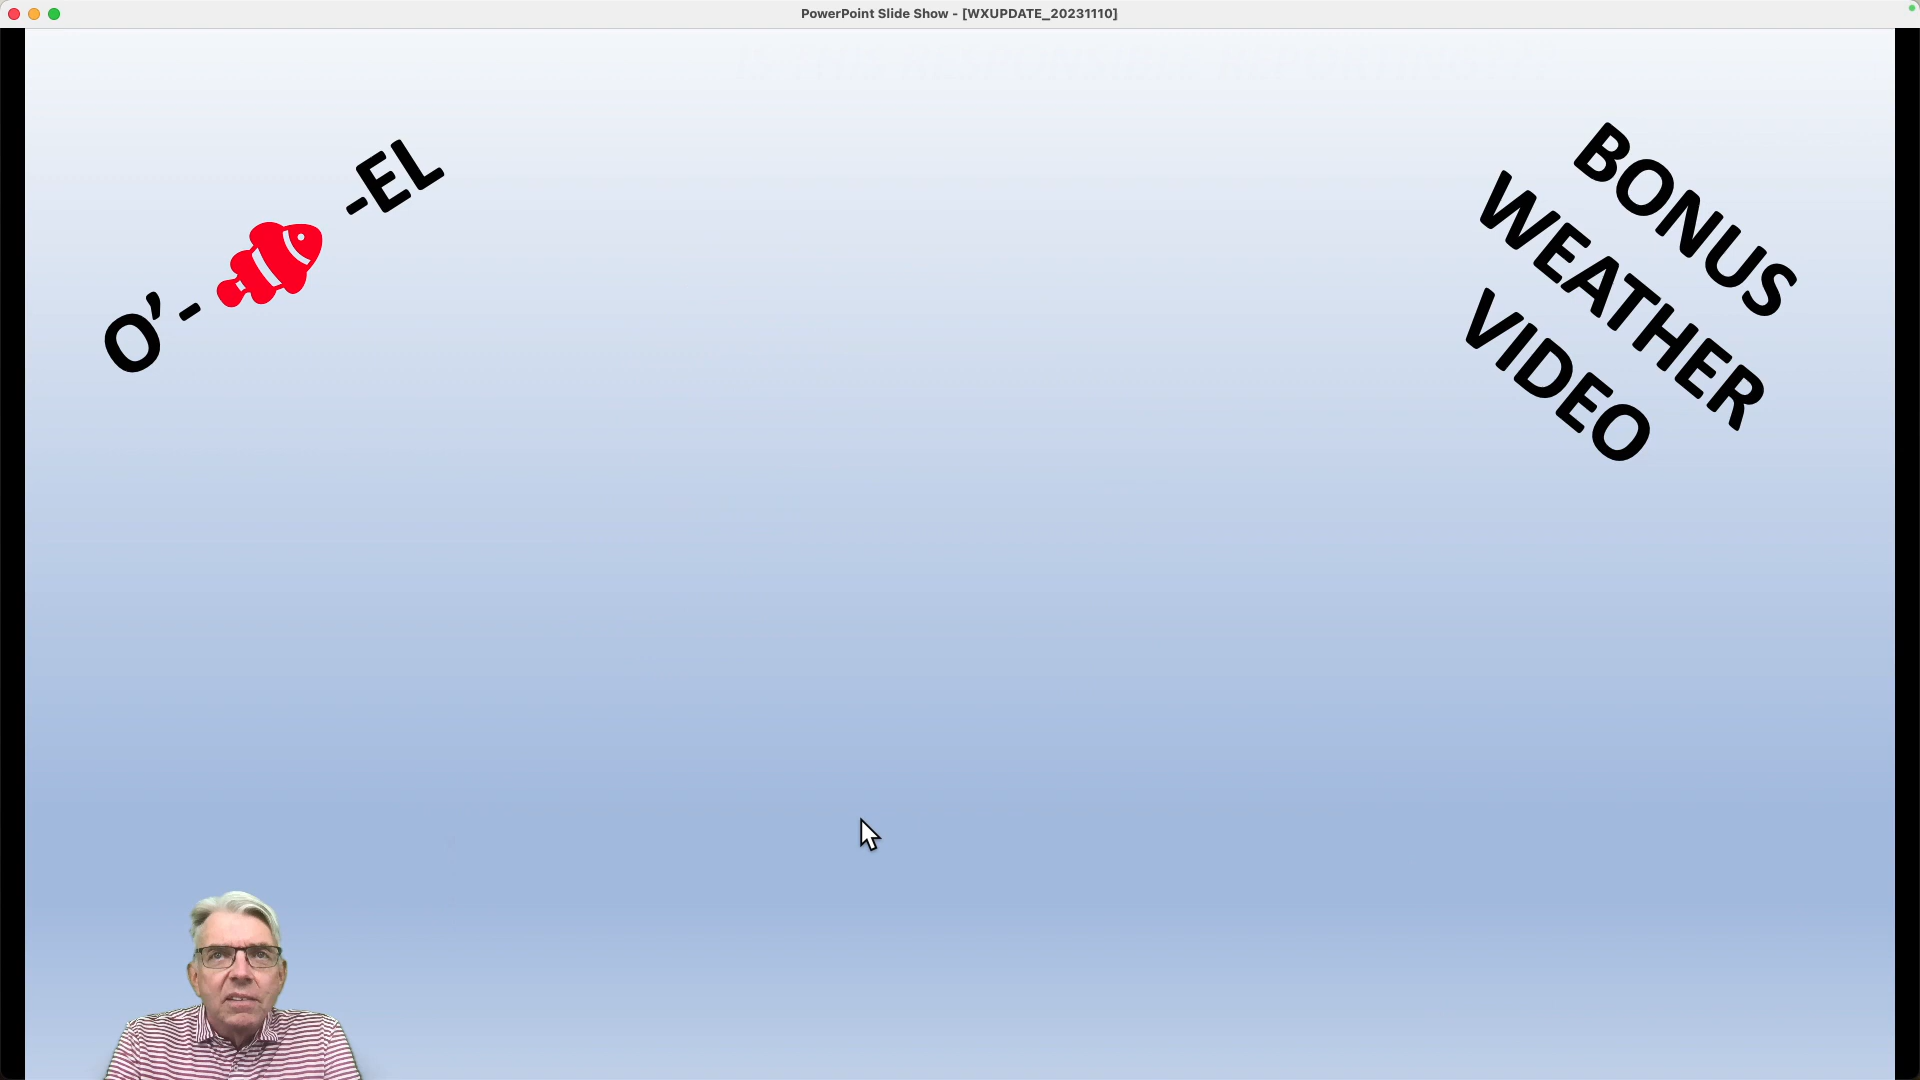 PowerPoint Slide Show - [WXUPDATE_20231110]
O’- -EL
BONUS
WEATHER
VIDEO